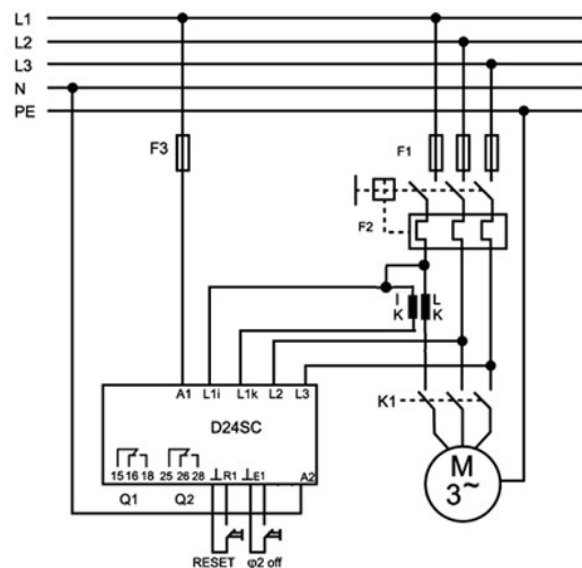 L1
L2
L3
N
PE
F3
F1
F2
I L
K K
A1 L1i L1k L2 L3
D24SC
K1
M
3~
15 16 18 25 26 28 ⊥ R1 ⊥ E1 A2
Q1 Q2
RESET φ2 off